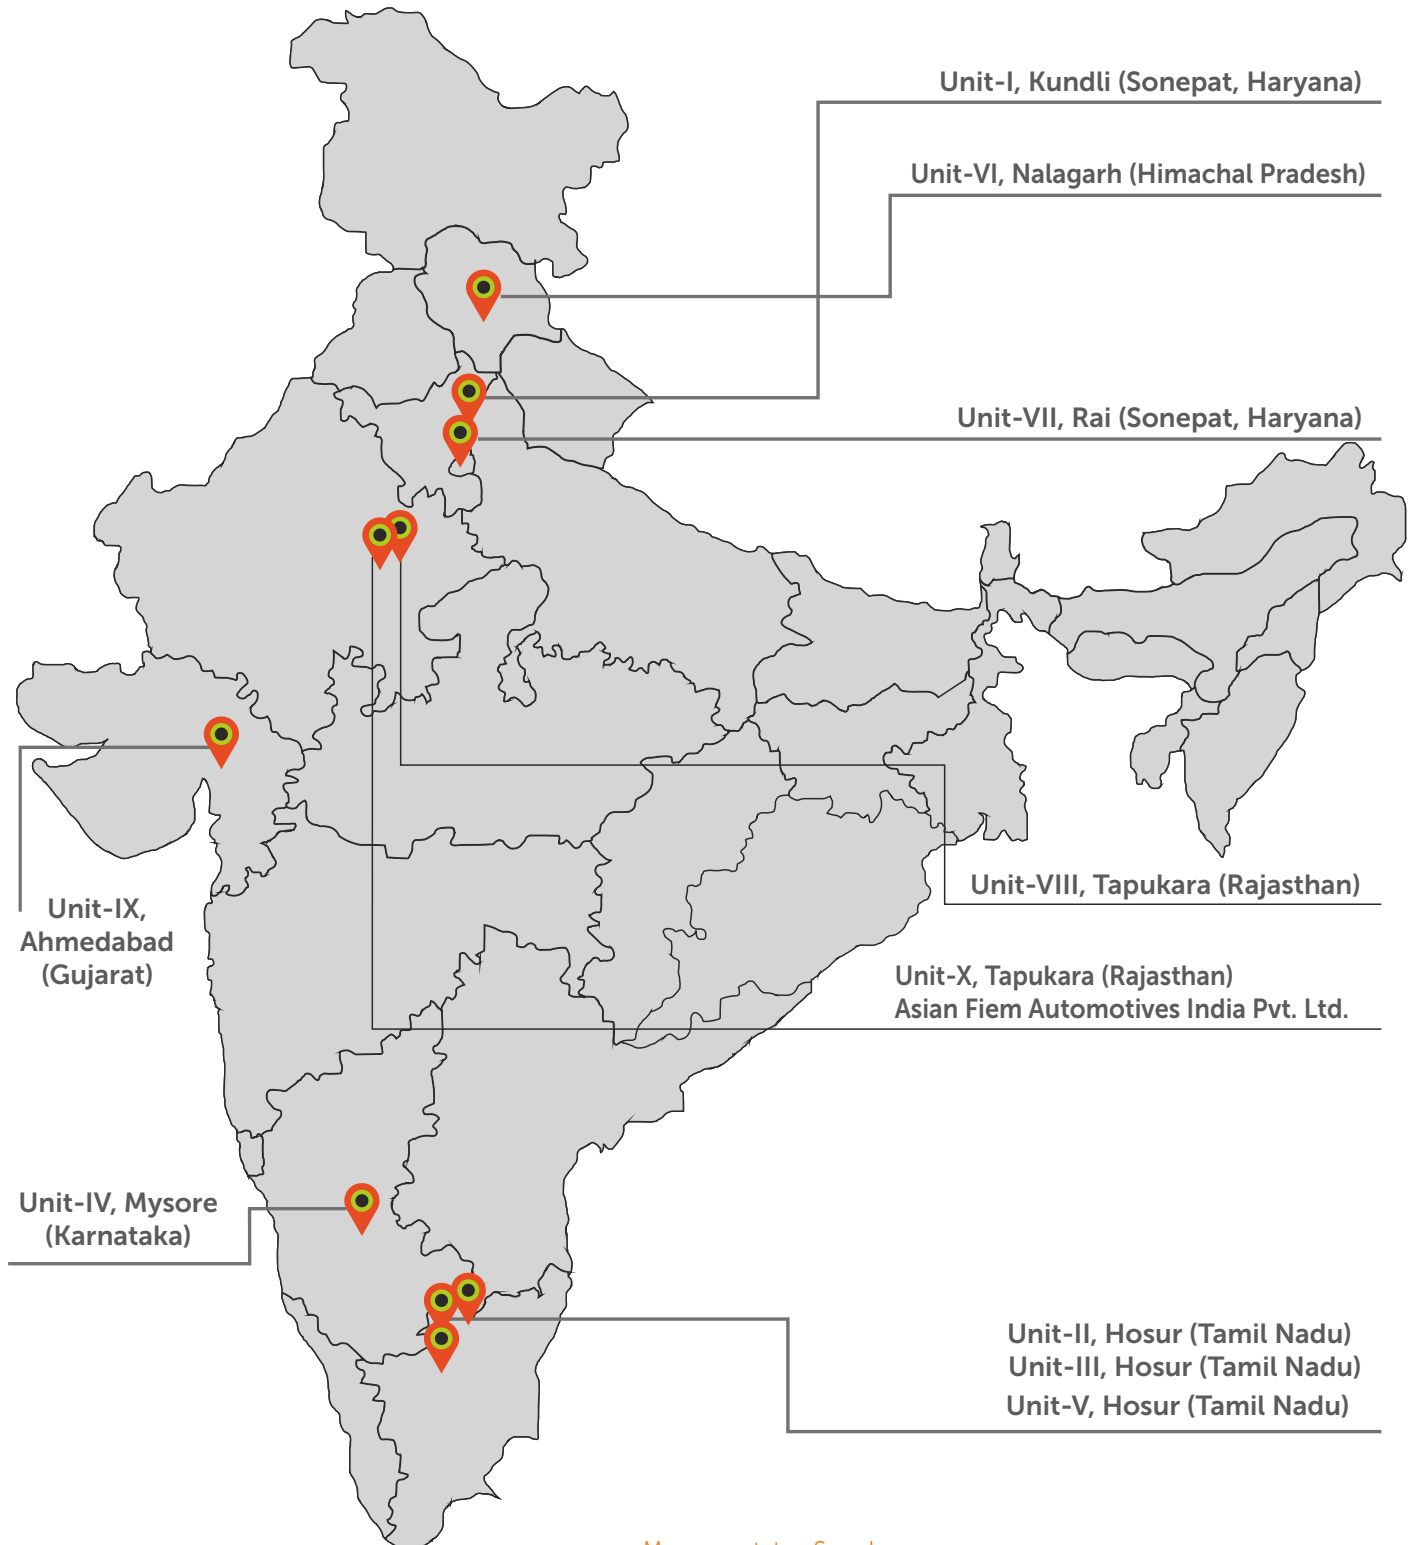 Unit-I, Kundli (Sonepat, Haryana)
Unit-VI, Nalagarh (Himachal Pradesh)
Unit-VII, Rai (Sonepat, Haryana)
Unit-VIII, Tapukara (Rajasthan)
Unit-IX,
Ahmedabad
(Gujarat)
Unit-X, Tapukara (Rajasthan)
Asian Fiem Automotives India Pvt. Ltd.
Unit-IV, Mysore
(Karnataka)
Unit-II, Hosur (Tamil Nadu)
Unit-III, Hosur (Tamil Nadu)
Unit-V, Hosur (Tamil Nadu)